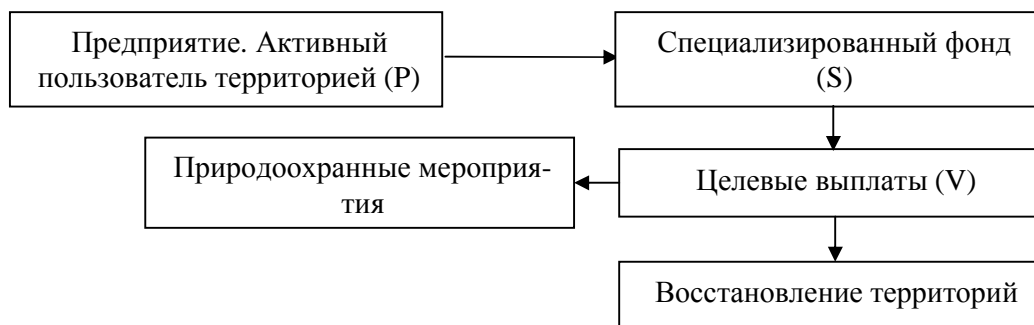 Предприятие. Активный
пользователь территорией (P)
Специализированный фонд
(S)
Природоохранные мероприя-
тия
Целевые выплаты (V)
Восстановление территорий